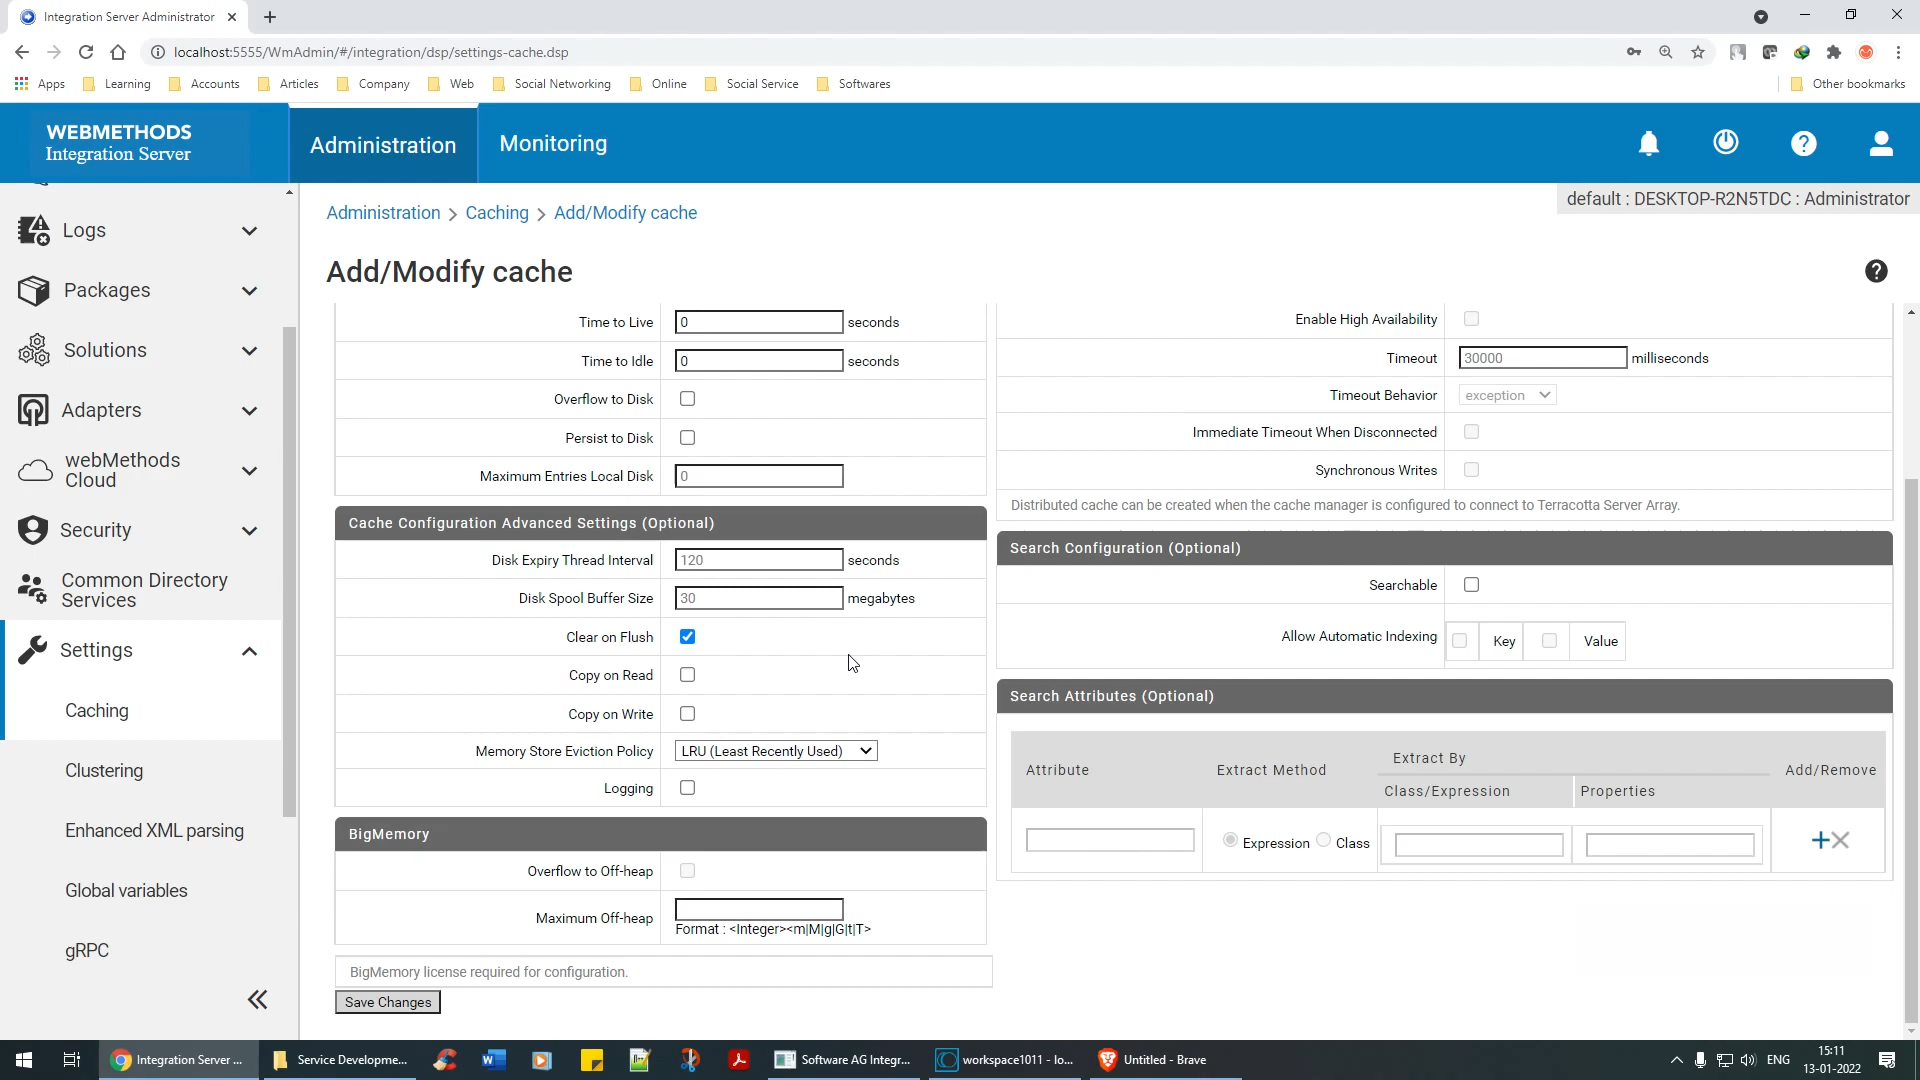 Integration Server Administrator
localhost:5555/WmAdmin/#/integration/dsp/settings-cache.dsp
Apps
Learning
Accounts
Articles
Company
Web
Social Networking
Online
Social Service
Softwares
Other bookmarks
WEBMETHODS
Integration Server
Administration
Monitoring
default : DESKTOP-R2N5TDC : Administrator
Logs
Packages
Solutions
Adapters
webMethods
Cloud
Security
Common Directory
Services
Settings
Caching
Clustering
Enhanced XML parsing
Global variables
gRPC
Administration > Caching > Add/Modify cache
Add/Modify cache
Time to Live 0 seconds
Time to Idle 0 seconds
Overflow to Disk
Persist to Disk
Maximum Entries Local Disk 0
Cache Configuration Advanced Settings (Optional)
Disk Expiry Thread Interval 120 seconds
Disk Spool Buffer Size 30 megabytes
Clear on Flush
Copy on Read
Copy on Write
Memory Store Eviction Policy LRU (Least Recently Used)
Logging
BigMemory
Overflow to Off-heap
Maximum Off-heap
Format : <Integer><m|M|g|G|t|T>
BigMemory license required for configuration.
Save Changes
Enable High Availability
Timeout 30000 milliseconds
Timeout Behavior exception
Immediate Timeout When Disconnected
Synchronous Writes
Distributed cache can be created when the cache manager is configured to connect to Terracotta Server Array.
Search Configuration (Optional)
Searchable
Allow Automatic Indexing Key Value
Search Attributes (Optional)
Attribute Extract Method Extract By Add/Remove
Class/Expression Properties
Expression Class
Integration Server ...
Service Developme...
Software AG Integr...
workspace1011 - Io...
Untitled - Brave
ENG
15:11
13-01-2022